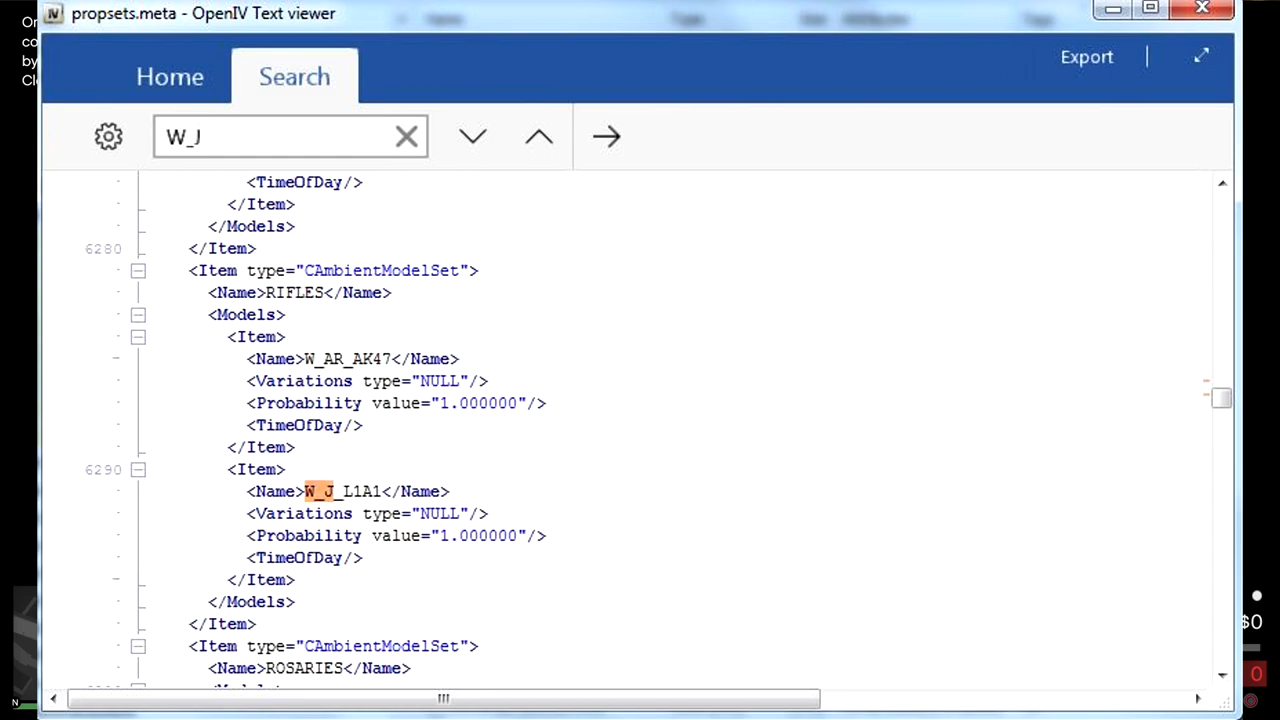 propsets.meta - OpenIV Text viewer
Home
Search
Export
W_J
<TimeOfDay/>
</Item>
</Models>
6280 </Item>
<Item type="CAmbientModelSet">
<Name>RIFLES</Name>
<Models>
<Item>
<Name>W_AR_AK47</Name>
<Variations type="NULL"/>
<Probability value="1.000000"/>
<TimeOfDay/>
</Item>
6290 <Item>
<Name>W_J_L1A1</Name>
<Variations type="NULL"/>
<Probability value="1.000000"/>
<TimeOfDay/>
</Item>
</Models>
</Item>
<Item type="CAmbientModelSet">
<Name>ROSARIES</Name>
$0
0
N